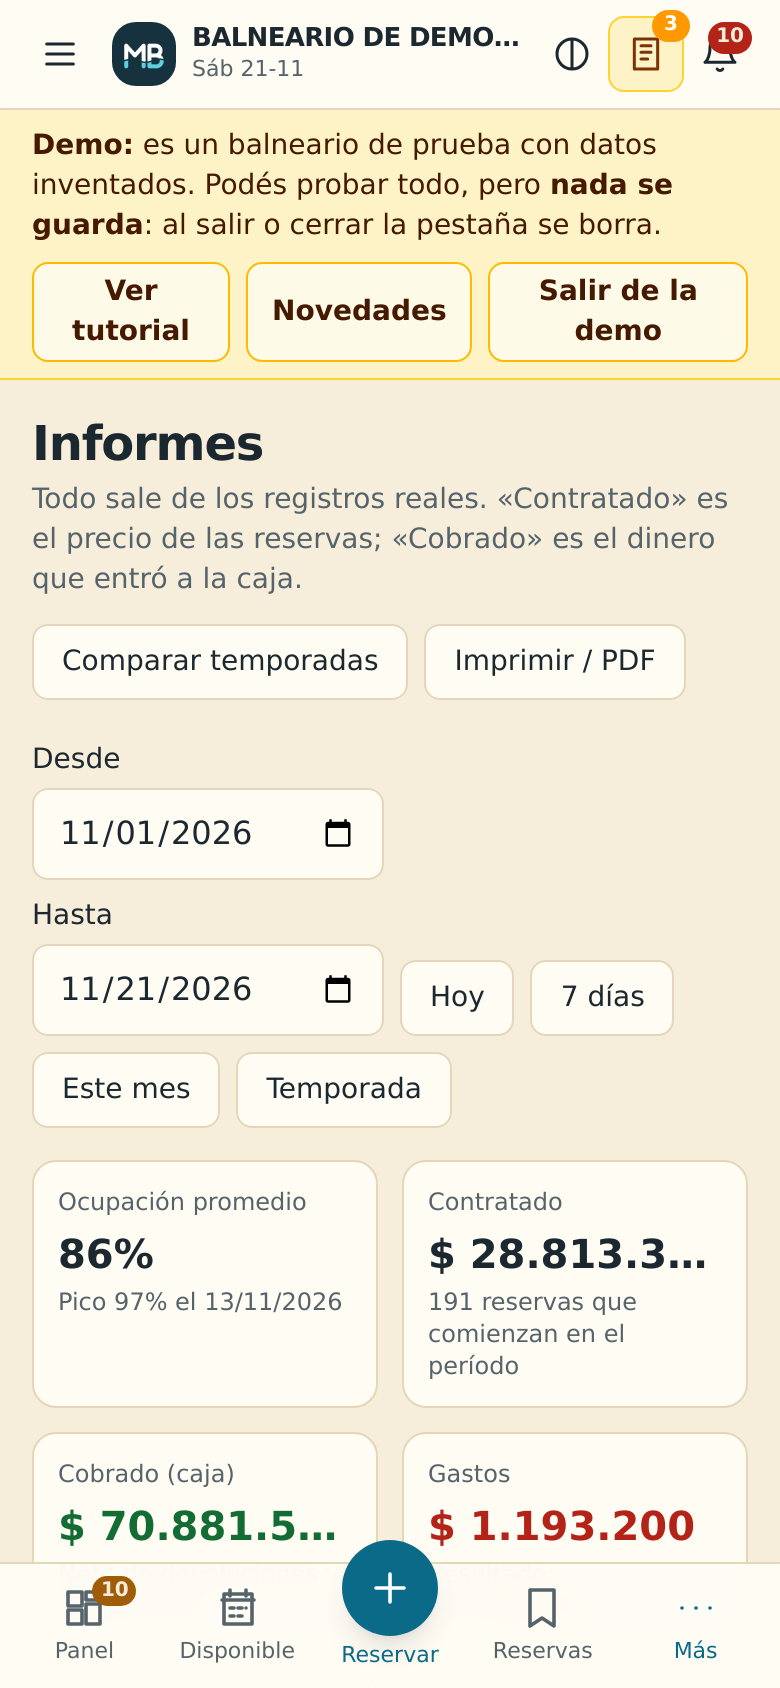 MB
BALNEARIO DE DEMO...
Sáb 21-11
3
10
Demo: es un balneario de prueba con datos
inventados. Podés probar todo, pero nada se
guarda: al salir o cerrar la pestaña se borra.
Ver
tutorial
Novedades
Salir de la
demo
Informes
Todo sale de los registros reales. «Contratado» es
el precio de las reservas; «Cobrado» es el dinero
que entró a la caja.
Comparar temporadas
Imprimir / PDF
Desde
11/01/2026
Hasta
11/21/2026
Hoy
7 días
Este mes
Temporada
Ocupación promedio
86%
Pico 97% el 13/11/2026
Contratado
$ 28.813.3...
191 reservas que
comienzan en el
período
Cobrado (caja)
$ 70.881.5...
Gastos
$ 1.193.200
10
Panel
Disponible
Reservar
Reservas
Más